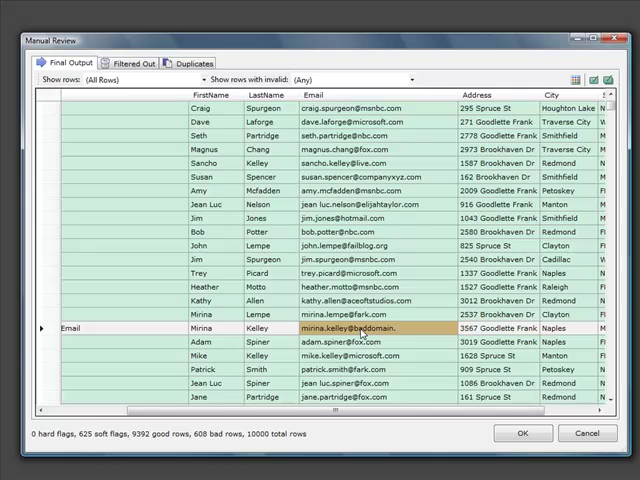 Manual Review
Final Output Filtered Out Duplicates
Show rows: (All Rows) Show rows with invalid: (Any)
FirstName LastName Email Address City
Craig Spurgeon craig.spurgeon@msnbc.com 295 Spruce St Houghton Lake
Dave Laforge dave.laforge@microsoft.com 271 Goodlette Frank Traverse City
Seth Partridge seth.partridge@nbc.com 2778 Goodlette Frank Smithfield
Magnus Chang magnus.chang@fox.com 2973 Brookhaven Dr Traverse City
Sancho Kelley sancho.kelley@live.com 1587 Brookhaven Dr Redmond
Susan Spencer susan.spencer@companyxyz.com 162 Brookhaven Dr Smithfield
Amy Mcfadden amy.mcfadden@msnbc.com 2009 Goodlette Frank Petoskey
Jean Luc Nelson jean luc.nelson@elijahtaylor.com 916 Goodlette Frank Manton
Jim Jones jim.jones@hotmail.com 1043 Goodlette Frank Smithfield
Bob Potter bob.potter@nbc.com 2580 Brookhaven Dr Redmond
John Lempe john.lempe@failblog.org 825 Spruce St Clayton
Jim Spurgeon jim.spurgeon@msnbc.com 2540 Brookhaven Dr Cadillac
Trey Picard trey.picard@microsoft.com 1337 Goodlette Frank Naples
Heather Motto heather.motto@msnbc.com 1527 Goodlette Frank Raleigh
Kathy Allen kathy.allen@aceoftstudios.com 1312 Brookhaven Dr Redmond
Mirina Lempe mirina.lempe@fark.com 2537 Brookhaven Dr Clayton
Email Mirina Kelley mirina.kelley@baddomain. 3567 Goodlette Frank Naples
Adam Spiner adam.spiner@fox.com 3019 Goodlette Frank Redmond
Mike Kelley mike.kelley@microsoft.com 1628 Spruce St Manton
Patrick Smith patrick.smith@fark.com 909 Spruce St Petoskey
Jean Luc Spiner jean luc.spiner@fox.com 1086 Brookhaven Dr Redmond
Jane Partridge jane.partridge@fox.com 161 Spruce St Redmond
0 hard flags, 625 soft flags, 9392 good rows, 608 bad rows, 10000 total rows
OK Cancel